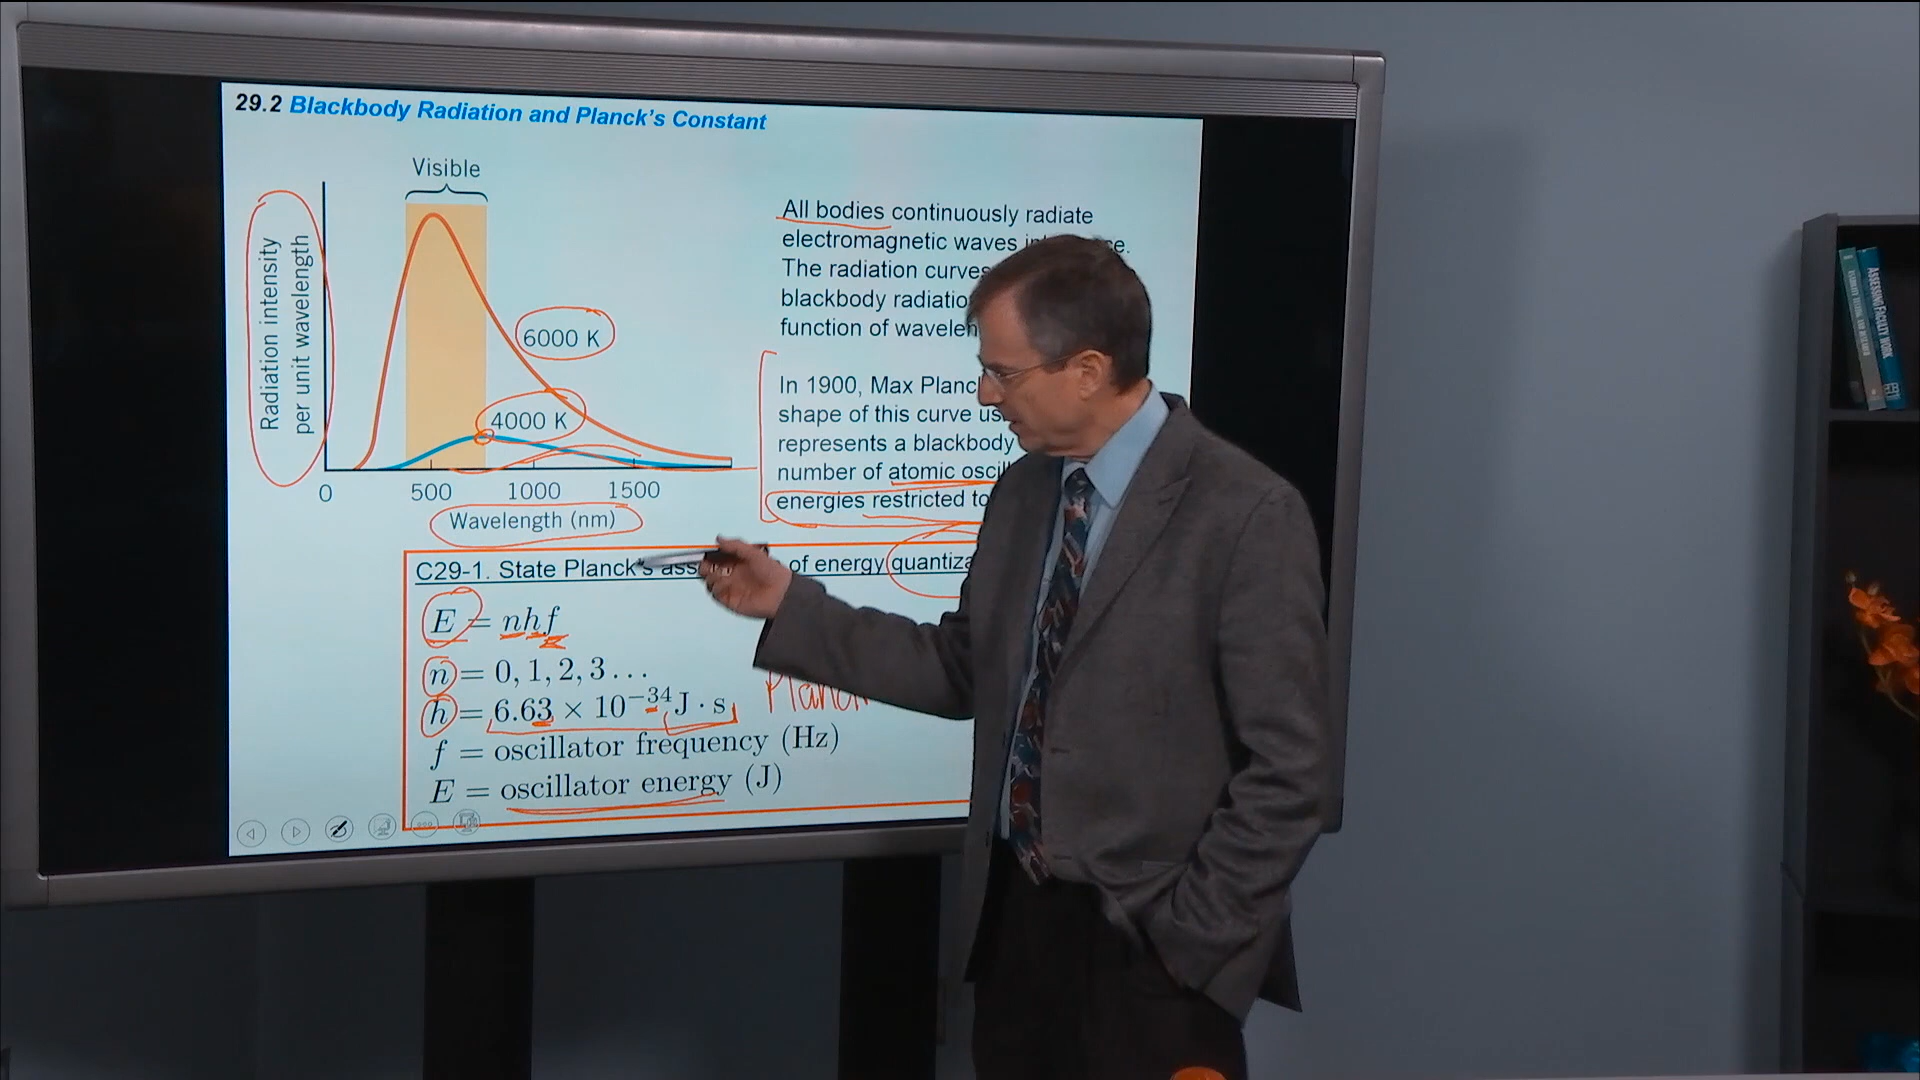 29.2 Blackbody Radiation and Planck's Constant
Visible
Radiation intensity
per unit wavelength
6000 K
4000 K
0 500 1000 1500
Wavelength (nm)
All bodies continuously radiate
electromagnetic waves
The radiation curves
blackbody
function of
In 1900, Max
shape of this curve
represents a blackbody
number of atomic
energies restricted to
C29-1. State Planck's of energy
E = nhf
n = 0, 1, 2, 3 . . .
h = 6.63 × 10⁻³⁴ J · s
f = oscillator frequency (Hz)
E = oscillator energy (J)
ASSESSING FACULTY WORK